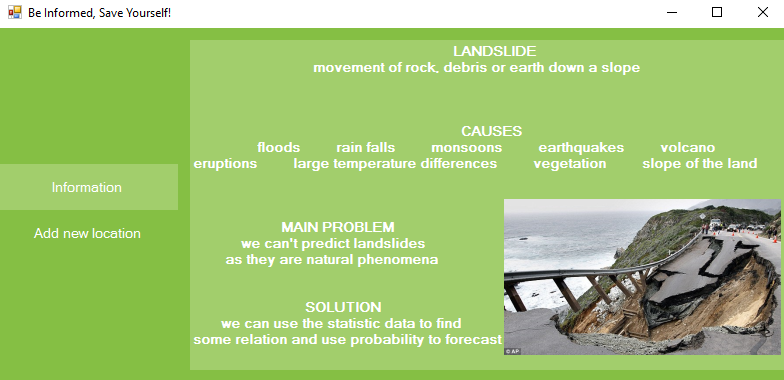 Be Informed, Save Yourself!
LANDSLIDE
movement of rock, debris or earth down a slope
CAUSES
floods rain falls monsoons earthquakes volcano
eruptions large temperature differences vegetation slope of the land
Information
Add new location
MAIN PROBLEM
we can't predict landslides
as they are natural phenomena
SOLUTION
we can use the statistic data to find
some relation and use probability to forecast
© AP